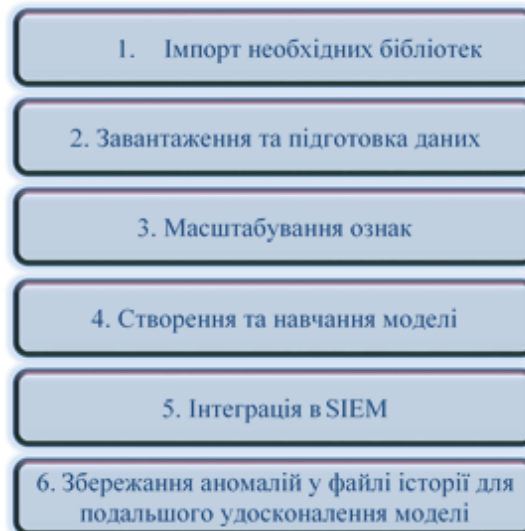 1. Імпорт необхідних бібліотек
2. Завантаження та підготовка даних
3. Масштабування ознак
4. Створення та навчання моделі
5. Інтеграція в SIEM
6. Збережання аномалій у файлі історії для
подальшого удосконалення моделі